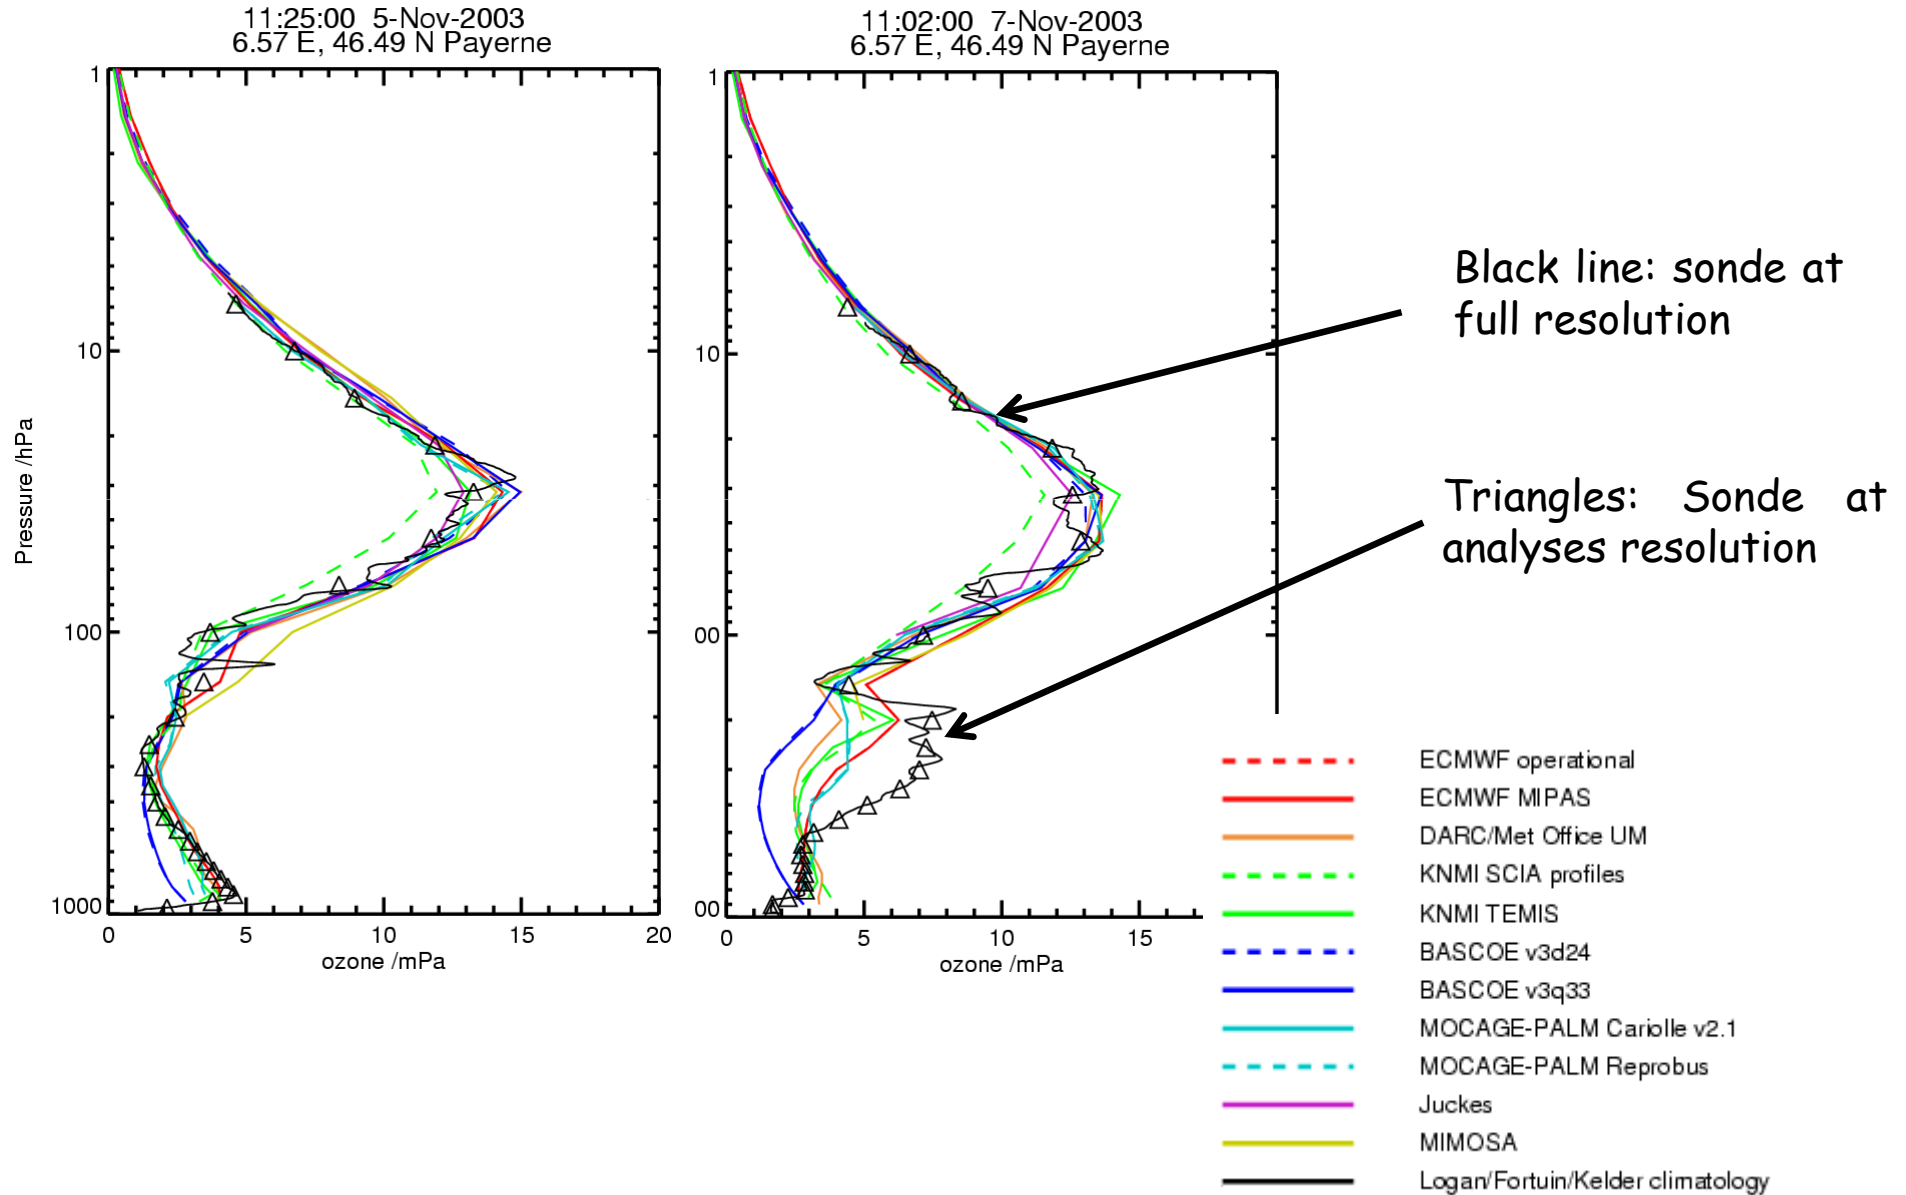 11:25:00 5-Nov-2003
6.57 E, 46.49 N Payerne
11:02:00 7-Nov-2003
6.57 E, 46.49 N Payerne
Pressure /hPa
1
10
100
1000
0 5 10 15 20
ozone /mPa
1
10
00
00
0 5 10 15
ozone /mPa
Black line: sonde at
full resolution
Triangles: Sonde at
analyses resolution
ECMWF operational
ECMWF MIPAS
DARC/Met Office UM
KNMI SCIA profiles
KNMI TEMIS
BASCOE v3d24
BASCOE v3q33
MOCAGE-PALM Cariolle v2.1
MOCAGE-PALM Reprobus
Juckes
MIMOSA
Logan/Fortuin/Kelder climatology